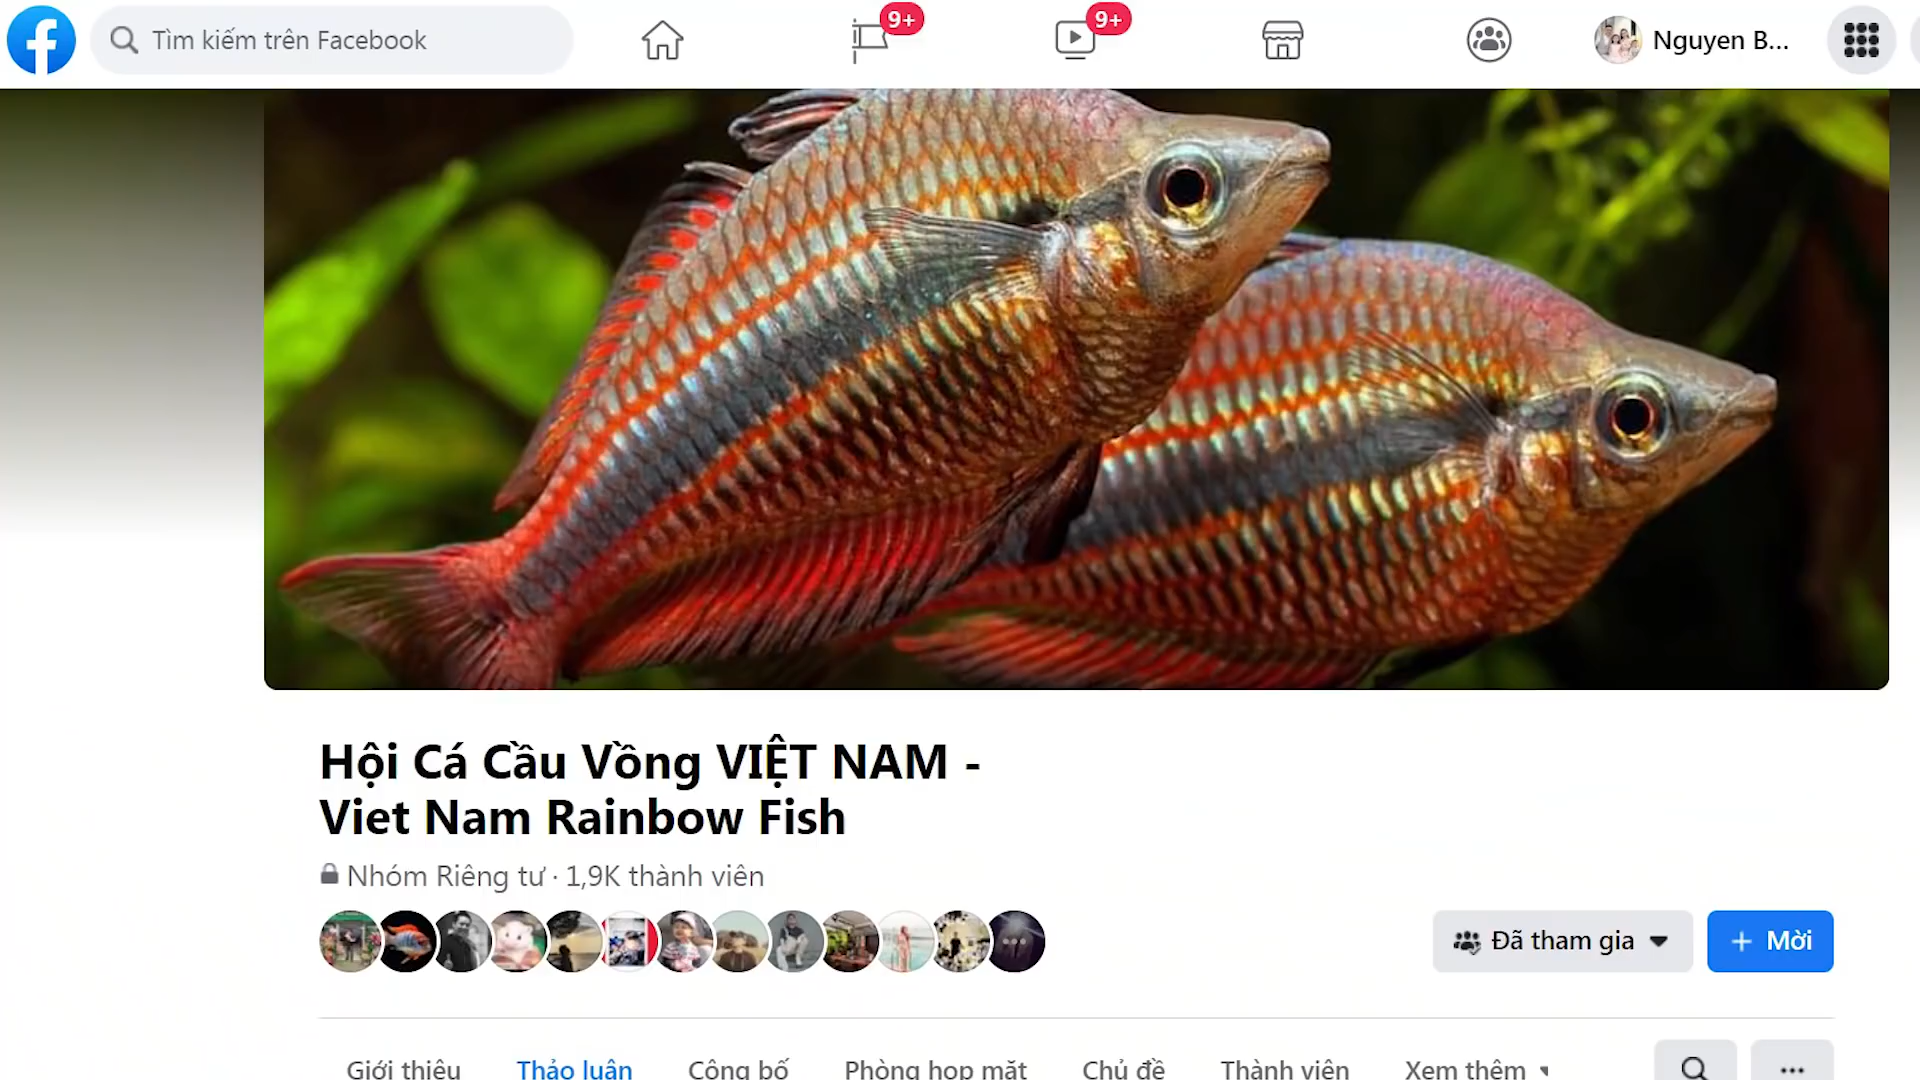 Tìm kiếm trên Facebook
9+
9+
Nguyen B...
Hội Cá Cầu Vồng VIỆT NAM -
Viet Nam Rainbow Fish
Nhóm Riêng tư · 1,9K thành viên
Đã tham gia
+ Mời
Giới thiệu
Thảo luận
Công bố
Phòng họp mặt
Chủ đề
Thành viên
Xem thêm